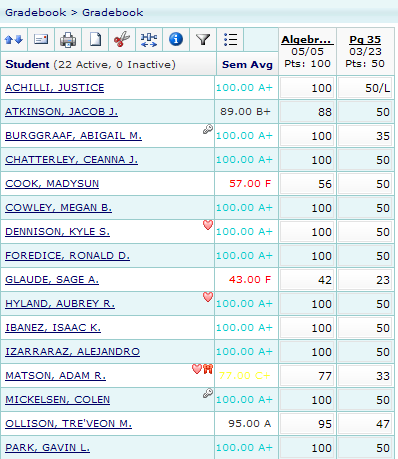 Gradebook > Gradebook
Algebr... Pg 35
05/05 03/23
Pts: 100 Pts: 50
Student (22 Active, 0 Inactive) Sem Avg
ACHILLI, JUSTICE 100.00 A+ 100 50/L
ATKINSON, JACOB J. 89.00 B+ 88 50
BURGGRAAF, ABIGAIL M. 100.00 A+ 100 35
CHATTERLEY, CEANNA J. 100.00 A+ 100 50
COOK, MADYSUN 57.00 F 56 50
COWLEY, MEGAN B. 100.00 A+ 100 50
DENNISON, KYLE S. 100.00 A+ 100 50
FOREDICE, RONALD D. 100.00 A+ 100 50
GLAUDE, SAGE A. 43.00 F 42 23
HYLAND, AUBREY R. 100.00 A+ 100 50
IBANEZ, ISAAC K. 100.00 A+ 100 50
IZARRARAZ, ALEJANDRO 100.00 A+ 100 50
MATSON, ADAM R. 77.00 C+ 77 33
MICKELSEN, COLEN 100.00 A+ 100 50
OLLISON, TRE'VEON M. 95.00 A 95 47
PARK, GAVIN L. 100.00 A+ 100 50